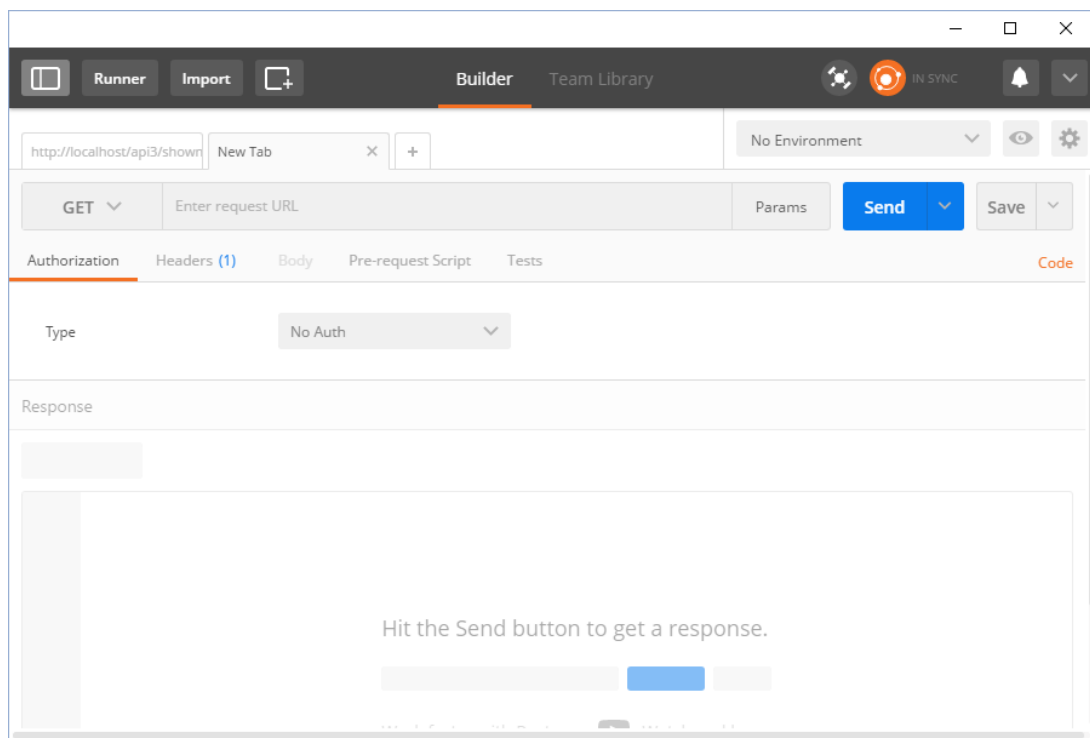 Runner Import Builder Team Library IN SYNC
http://localhost/api3/shown New Tab No Environment
GET Enter request URL Params Send Save
Authorization Headers (1) Body Pre-request Script Tests Code
Type No Auth
Response
Hit the Send button to get a response.